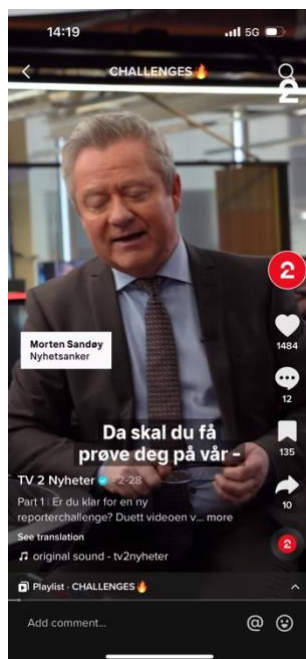 14:19
5G
CHALLENGES🔥
2
2
1484
Morten Sandøy
Nyhetsanker
12
Da skal du få
prøve deg på vår -
135
TV 2 Nyheter · 2-28
10
Part 1 | Er du klar for en ny
reporterchallenge? Duett videoen v... more
See translation
2
♫ original sound - tv2nyheter
Playlist · CHALLENGES🔥
Add comment...
@